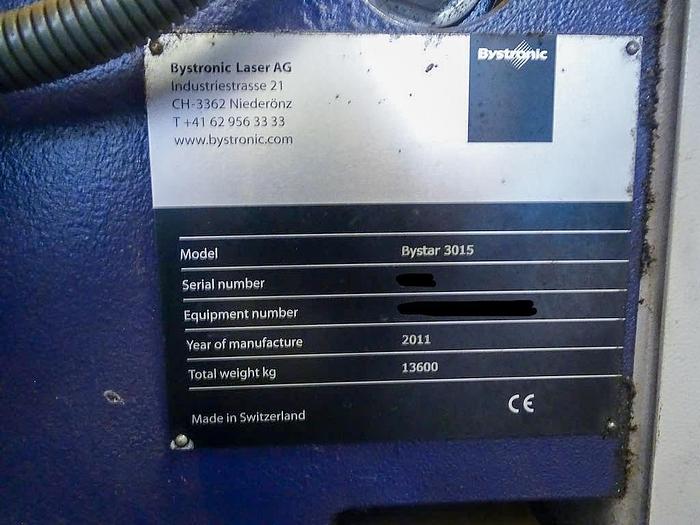 Bystronic Laser AG
Industriestrasse 21
CH-3362 Niederönz
T +41 62 956 33 33
www.bystronic.com
Bystronic
Model Bystar 3015
Serial number
Equipment number
Year of manufacture 2011
Total weight kg 13600
Made in Switzerland
CE